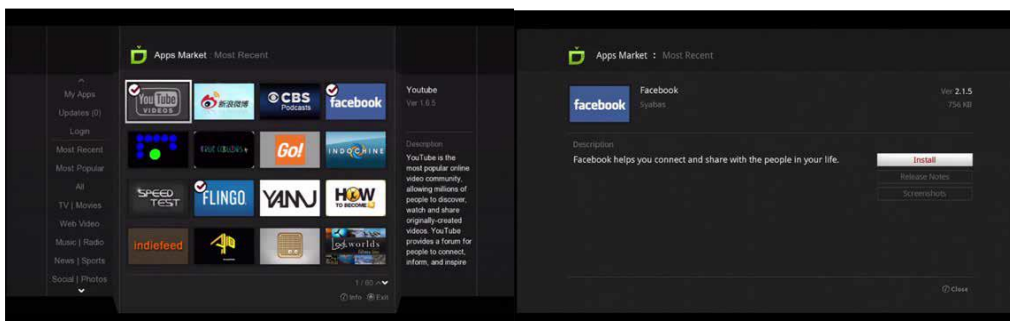 Apps Market : Most Recent
My Apps
Updates (0)
Login
Most Recent
Most Popular
All
TV | Movies
Web Video
Music | Radio
News | Sports
Social | Photos
You Tube
VIDEOS
新浪微博
CBS
Podcasts
facebook
Go!
INDOCHINE
SPEED
TEST
FLINGO
YANU
HOW
TO BECOME
indiefeed
Lostworlds
Youtube
Ver 1.0.5
Description
YouTube is the
most popular online
video community,
allowing millions of
people to discover,
watch and share
originally-created
videos. YouTube
provides a forum for
people to connect,
inform, and inspire
1 / 60
Info
Exit
Apps Market : Most Recent
facebook
Facebook
Syabas
Ver 2.1.5
756 KB
Description
Facebook helps you connect and share with the people in your life.
Install
Release Notes
Screenshots
Close